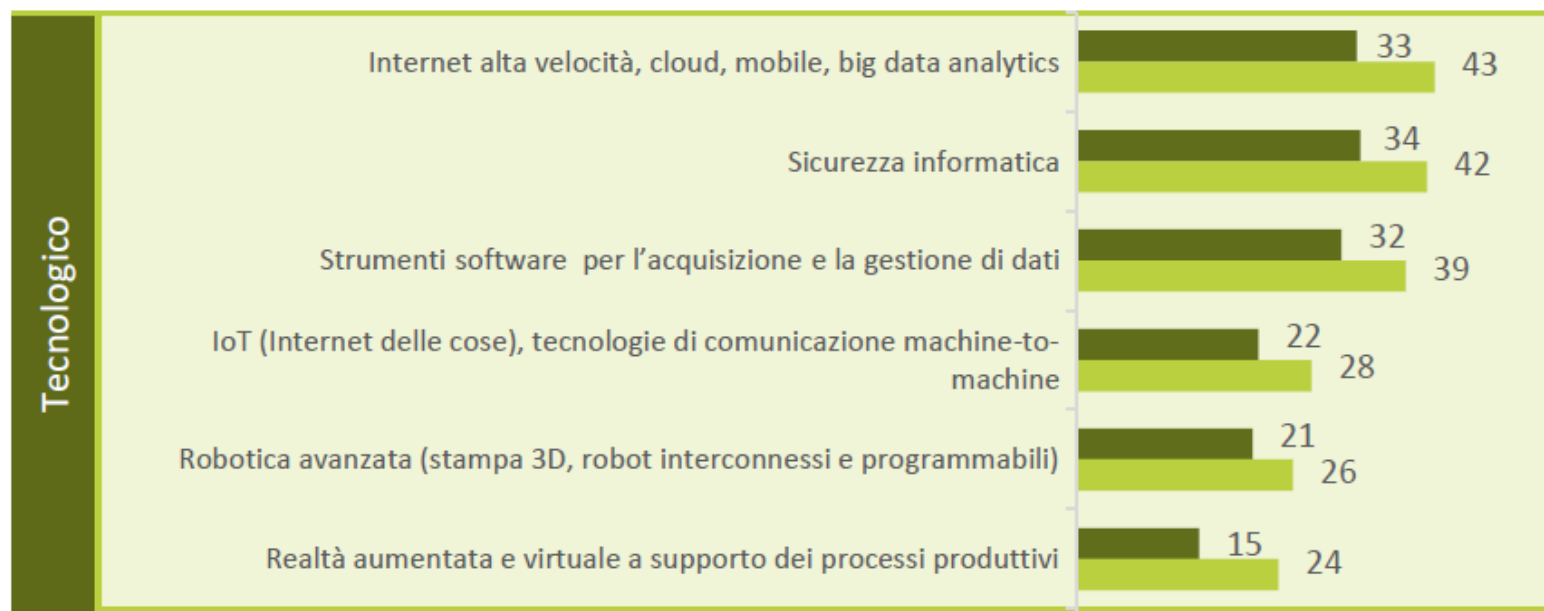 Tecnologico
Internet alta velocità, cloud, mobile, big data analytics
33
43
Sicurezza informatica
34
42
Strumenti software  per l’acquisizione e la gestione di dati
32
39
IoT (Internet delle cose), tecnologie di comunicazione machine-to-
machine
22
28
Robotica avanzata (stampa 3D, robot interconnessi e programmabili)
21
26
Realtà aumentata e virtuale a supporto dei processi produttivi
15
24